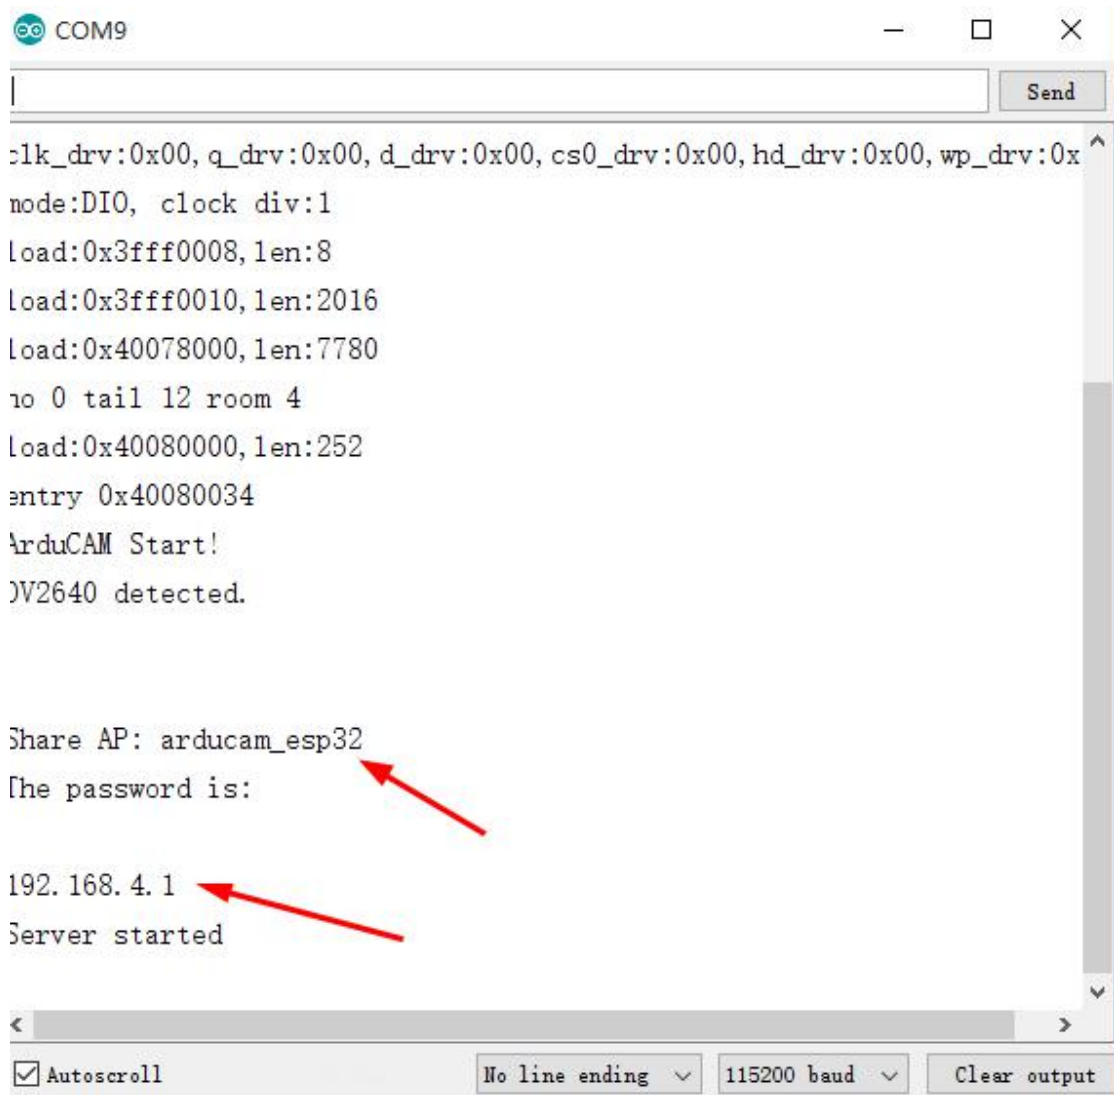 COM9
Send
clk_drv:0x00,q_drv:0x00,d_drv:0x00,cs0_drv:0x00,hd_drv:0x00,wp_drv:0x
mode:DIO, clock div:1
load:0x3fff0008,len:8
load:0x3fff0010,len:2016
load:0x40078000,len:7780
ho 0 tail 12 room 4
load:0x40080000,len:252
entry 0x40080034
ArduCAM Start!
OV2640 detected.
Share AP: arducam_esp32
The password is:
192.168.4.1
Server started
Autoscroll
No line ending
115200 baud
Clear output